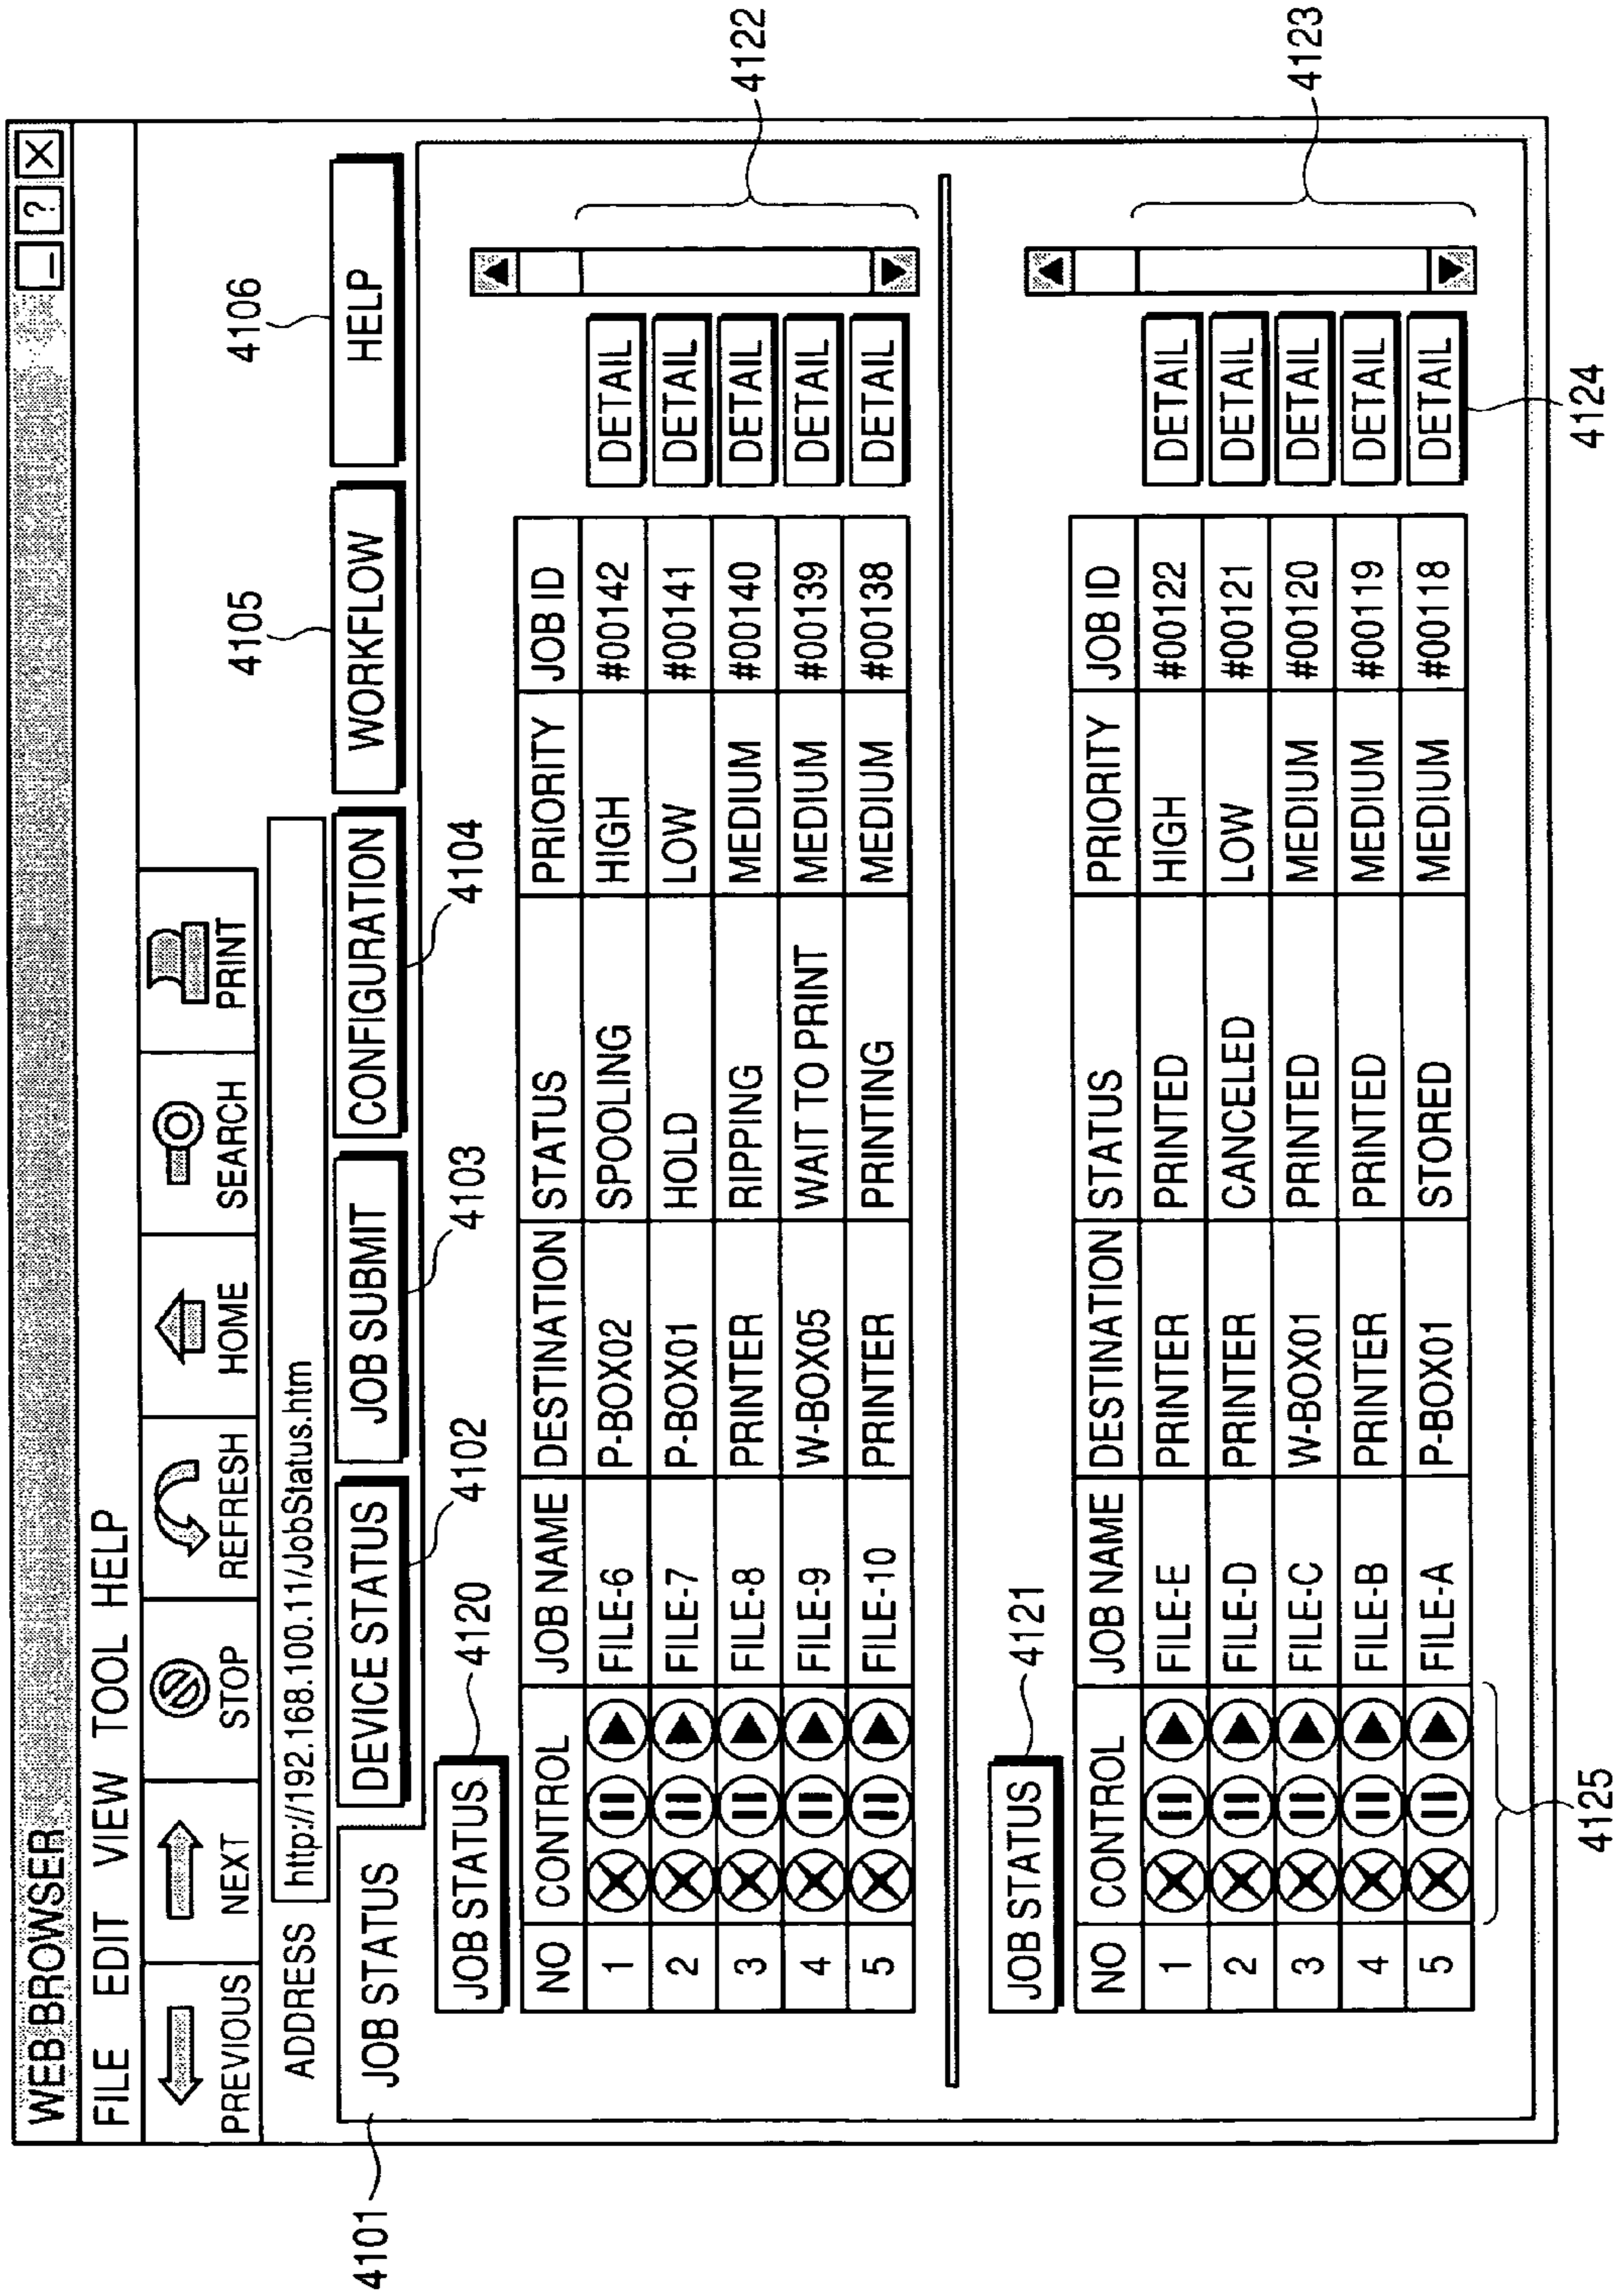 WEB BROWSER _ ? X
FILE EDIT VIEW TOOL HELP
PREVIOUS NEXT STOP REFRESH HOME SEARCH PRINT
ADDRESS http://192.168.100.11/JobStatus.htm
4105 4106
4101 JOB STATUS DEVICE STATUS JOB SUBMIT CONFIGURATION WORKFLOW HELP
4102 4103 4104
JOB STATUS 4120
NO CONTROL JOB NAME DESTINATION STATUS PRIORITY JOB ID
1 FILE-6 P-BOX02 SPOOLING HIGH #00142 DETAIL
2 FILE-7 P-BOX01 HOLD LOW #00141 DETAIL
3 FILE-8 PRINTER RIPPING MEDIUM #00140 DETAIL
4 FILE-9 W-BOX05 WAIT TO PRINT MEDIUM #00139 DETAIL
5 FILE-10 PRINTER PRINTING MEDIUM #00138 DETAIL
4122
JOB STATUS 4121
NO CONTROL JOB NAME DESTINATION STATUS PRIORITY JOB ID
1 FILE-E PRINTER PRINTED HIGH #00122 DETAIL
2 FILE-D PRINTER CANCELED LOW #00121 DETAIL
3 FILE-C W-BOX01 PRINTED MEDIUM #00120 DETAIL
4 FILE-B PRINTER PRINTED MEDIUM #00119 DETAIL
5 FILE-A P-BOX01 STORED MEDIUM #00118 DETAIL
4123
4125 4124